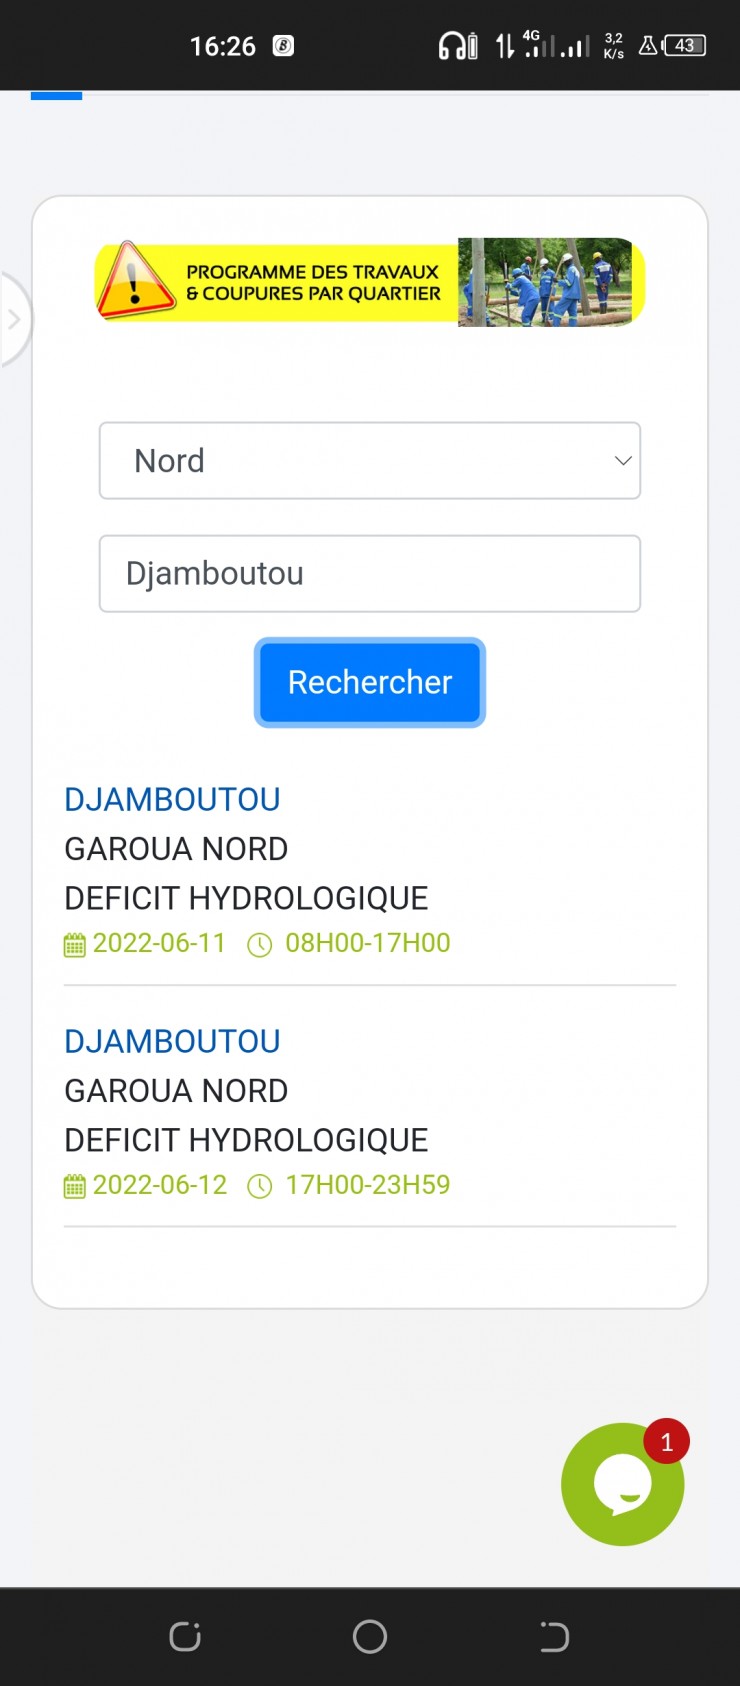 16:26
4G
3,2
K/s
43
PROGRAMME DES TRAVAUX
& COUPURES PAR QUARTIER
Nord
Djamboutou
Rechercher
DJAMBOUTOU
GAROUA NORD
DEFICIT HYDROLOGIQUE
2022-06-11 08H00-17H00
DJAMBOUTOU
GAROUA NORD
DEFICIT HYDROLOGIQUE
2022-06-12 17H00-23H59
1